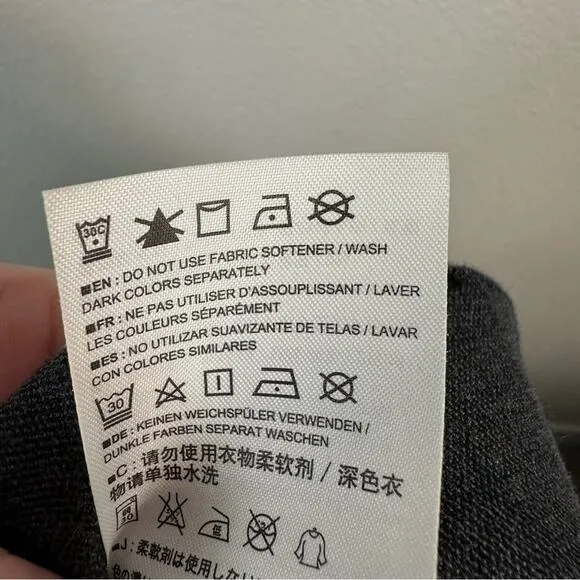 30C
■EN : DO NOT USE FABRIC SOFTENER / WASH
DARK COLORS SEPARATELY
■FR : NE PAS UTILISER D'ASSOUPLISSANT / LAVER
LES COULEURS SÉPARÉMENT
■ES : NO UTILIZAR SUAVIZANTE DE TELAS / LAVAR
CON COLORES SIMILARES
30
■DE : KEINEN WEICHSPÜLER VERWENDEN /
DUNKLE FARBEN SEPARAT WASCHEN
■C : 请勿使用衣物柔软剂 / 深色衣
物请单独水洗
低
■J : 柔軟剤は使用しない